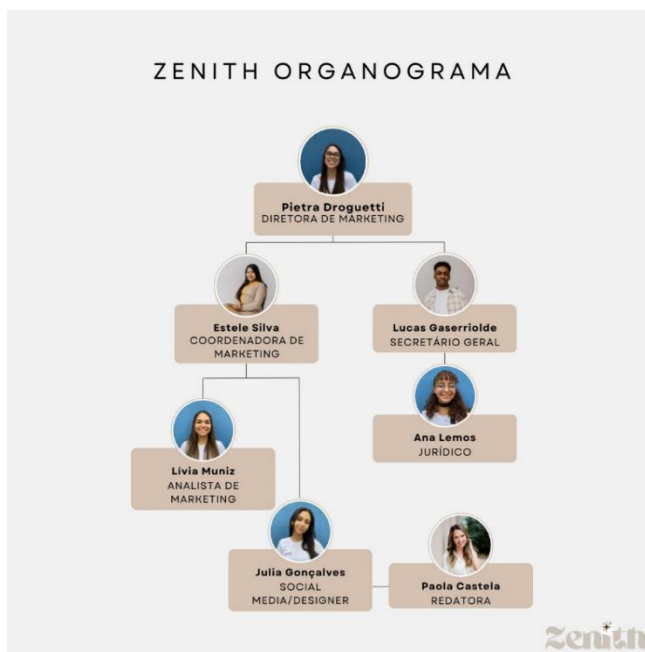 ZENITH ORGANOGRAMA
Pietra Droguetti
DIRETORA DE MARKETING
Estele Silva
COORDENADORA DE
MARKETING
Lucas Gaserriolde
SECRETÁRIO GERAL
Ana Lemos
JURÍDICO
Lívia Muniz
ANALISTA DE
MARKETING
Julia Gonçalves
SOCIAL
MEDIA/DESIGNER
Paola Castela
REDATORA
Zenith